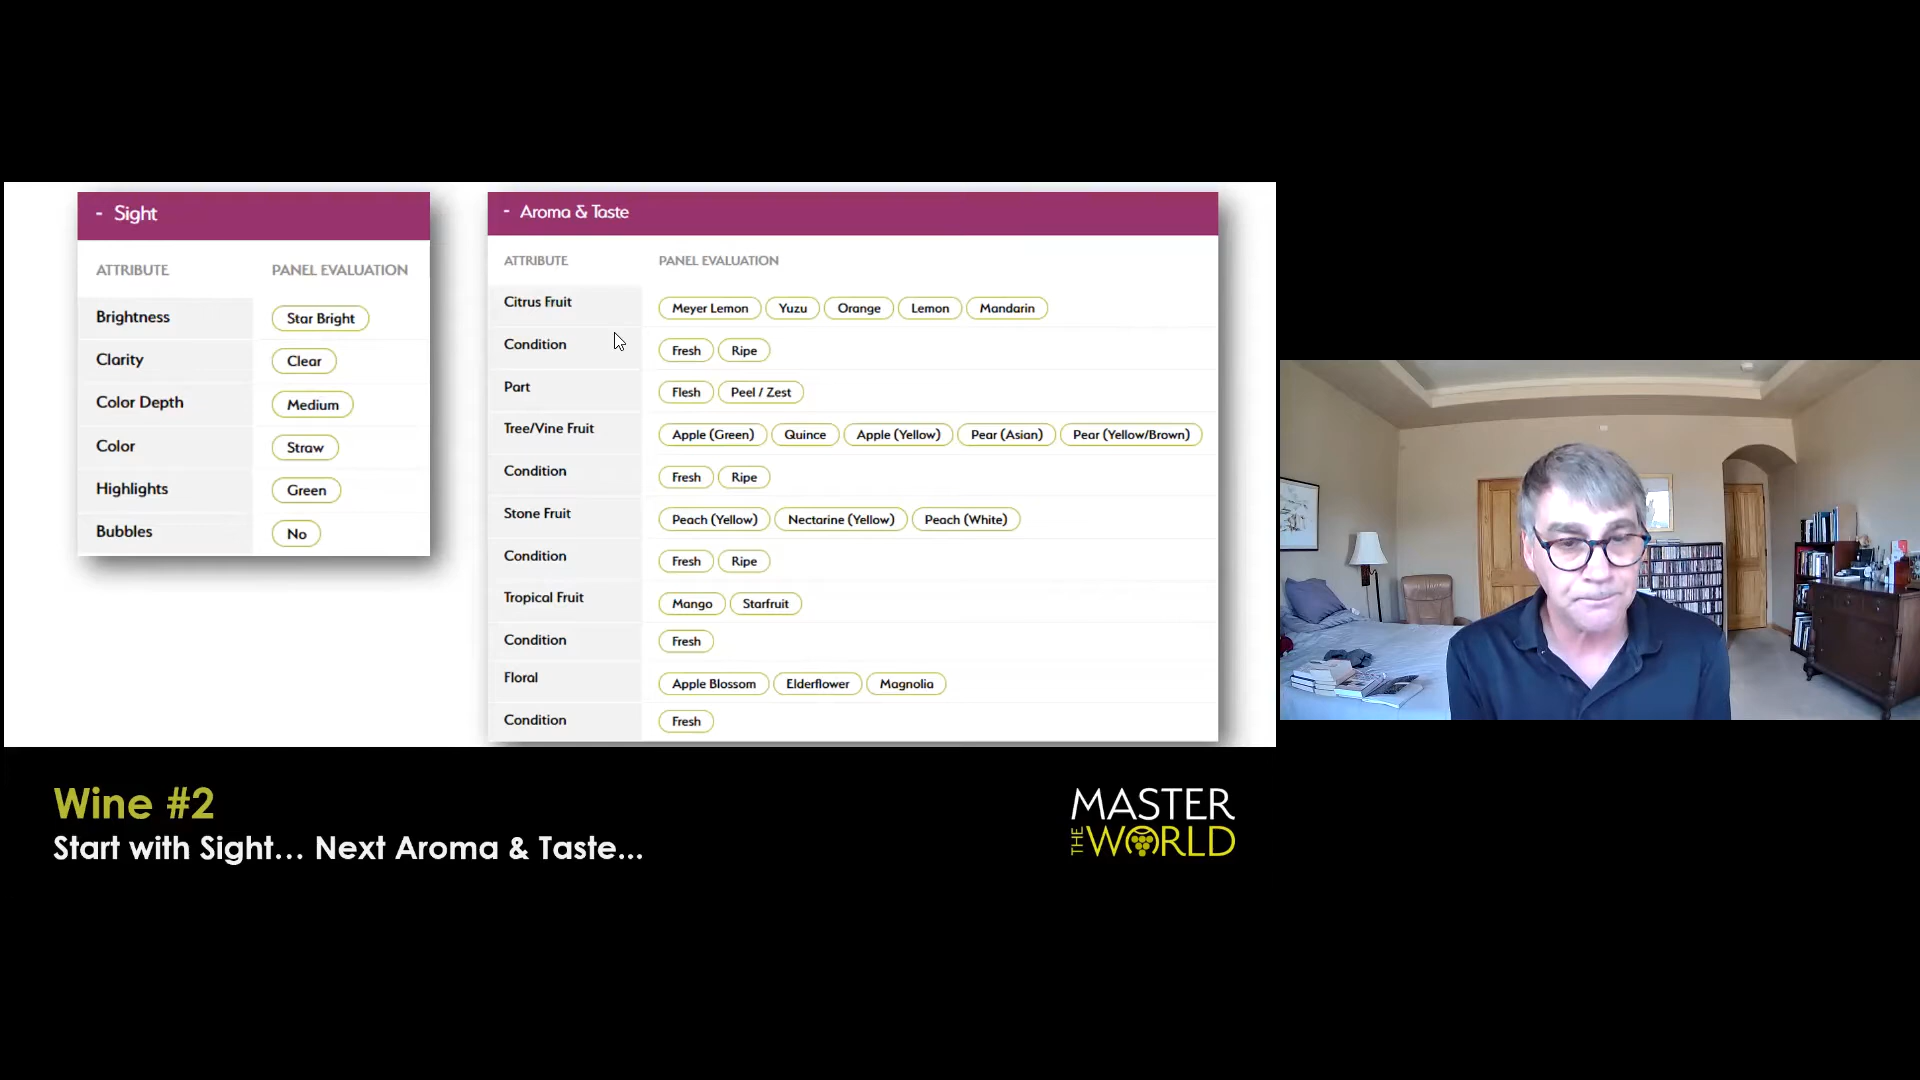 - Sight
ATTRIBUTE PANEL EVALUATION
Brightness Star Bright
Clarity Clear
Color Depth Medium
Color Straw
Highlights Green
Bubbles No
- Aroma & Taste
ATTRIBUTE PANEL EVALUATION
Citrus Fruit Meyer Lemon Yuzu Orange Lemon Mandarin
Condition Fresh Ripe
Part Flesh Peel / Zest
Tree/Vine Fruit Apple (Green) Quince Apple (Yellow) Pear (Asian) Pear (Yellow/Brown)
Condition Fresh Ripe
Stone Fruit Peach (Yellow) Nectarine (Yellow) Peach (White)
Condition Fresh Ripe
Tropical Fruit Mango Starfruit
Condition Fresh
Floral Apple Blossom Elderflower Magnolia
Condition Fresh
Wine #2
Start with Sight... Next Aroma & Taste...
MASTER
THE WORLD